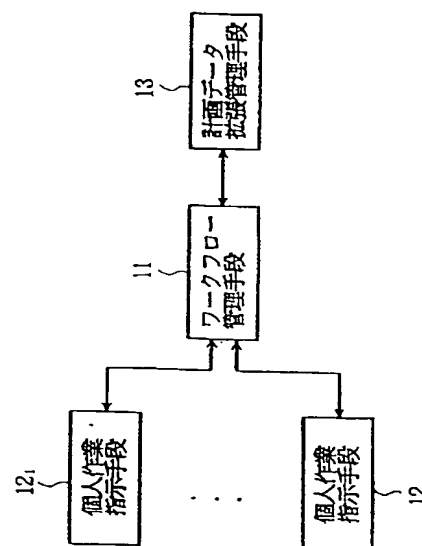 13
計画データ
拡張管理手段
11
ワークフロー
管理手段
12₁
個人作業
指示手段
. . .
個人作業
指示手段
12